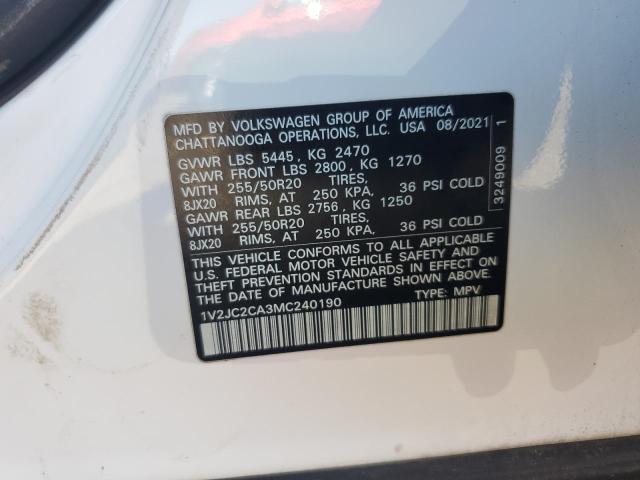 MFD BY VOLKSWAGEN GROUP OF AMERICA
CHATTANOOGA OPERATIONS, LLC. USA 08/2021
GVWR LBS 5445, KG 2470
GAWR FRONT LBS 2800, KG 1270
WITH 255/50R20 TIRES,
8JX20 RIMS, AT 250 KPA, 36 PSI COLD
GAWR REAR LBS 2756, KG 1250
WITH 255/50R20 TIRES,
8JX20 RIMS, AT 250 KPA, 36 PSI COLD
THIS VEHICLE CONFORMS TO ALL APPLICABLE
U.S. FEDERAL MOTOR VEHICLE SAFETY AND
THEFT PREVENTION STANDARDS IN EFFECT ON
THE DATE OF MANUFACTURE SHOWN ABOVE.
1V2JC2CA3MC240190 TYPE: MPV
3249009 1